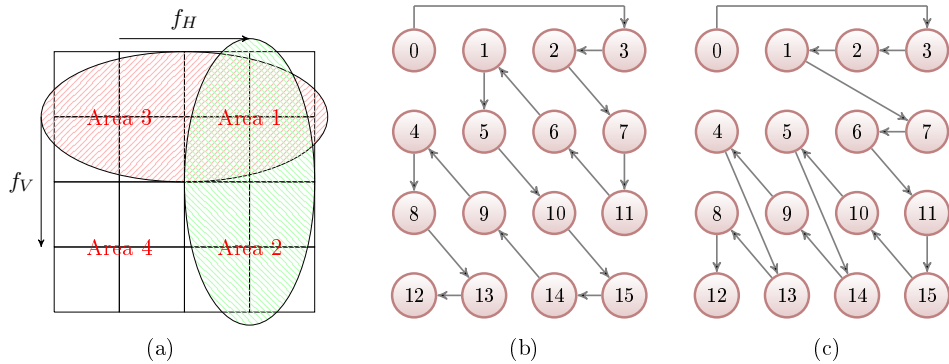 f_H
f_V
Area 3
Area 1
Area 4
Area 2
(a)
0 1 2 3
4 5 6 7
8 9 10 11
12 13 14 15
(b)
0 1 2 3
4 5 6 7
8 9 10 11
12 13 14 15
(c)